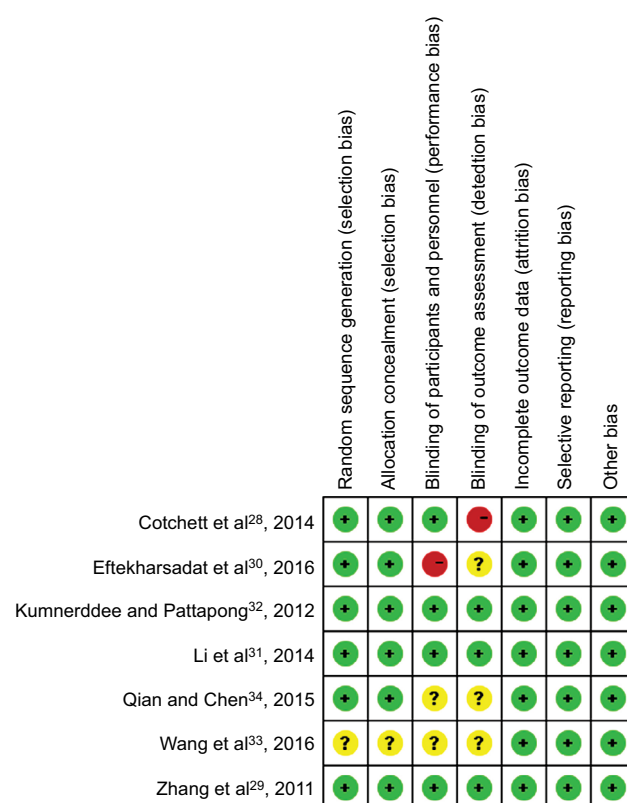 Random sequence generation (selection bias)
Allocation concealment (selection bias)
Blinding of participants and personnel (performance bias)
Blinding of outcome assessment (detedtion bias)
Incomplete outcome data (attrition bias)
Selective reporting (reporting bias)
Other bias
Cotchett et al28, 2014 + + + - + + +
Eftekharsadat et al30, 2016 + + - ? + + +
Kumnerddee and Pattapong32, 2012 + + + + + + +
Li et al31, 2014 + + + + + + +
Qian and Chen34, 2015 + + ? ? + + +
Wang et al33, 2016 ? ? ? ? + + +
Zhang et al29, 2011 + + + + + + +